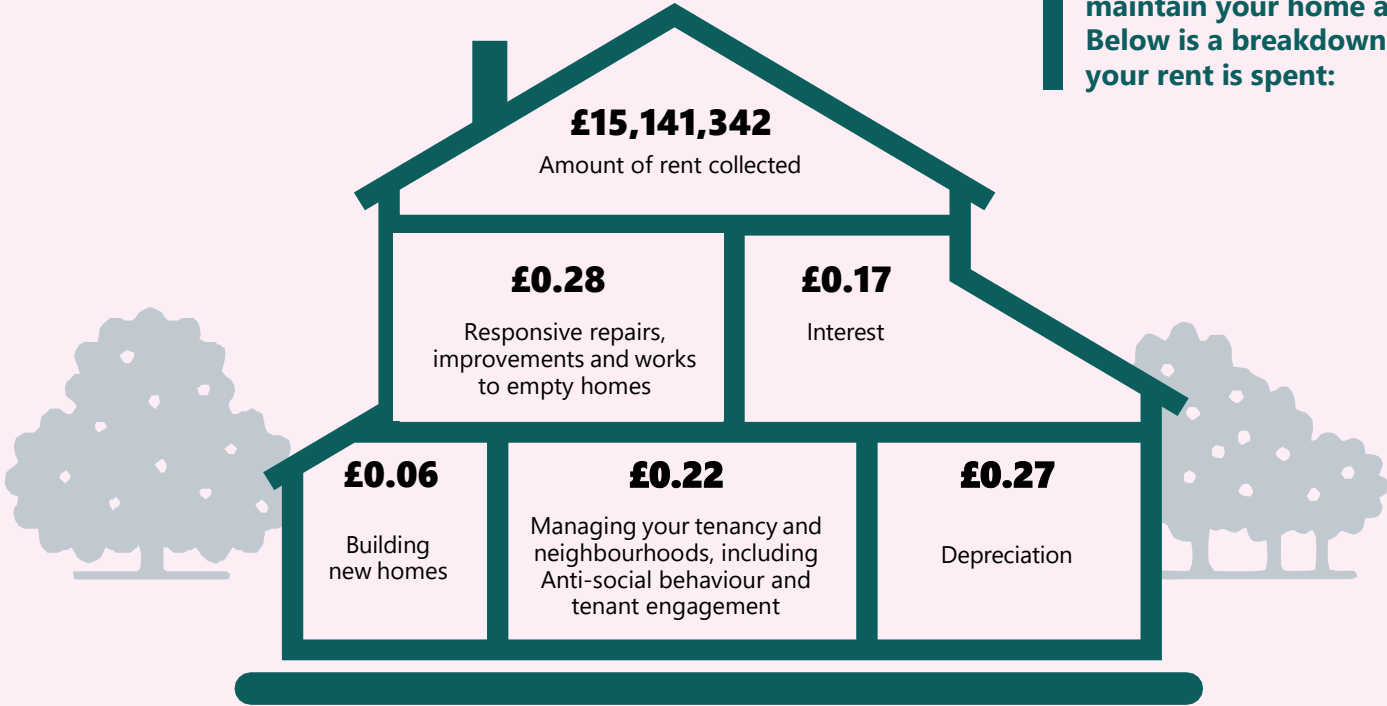 maintain your home a
Below is a breakdown
your rent is spent:
£15,141,342
Amount of rent collected
£0.28
Responsive repairs,
improvements and works
to empty homes
£0.17
Interest
£0.06
Building
new homes
£0.22
Managing your tenancy and
neighbourhoods, including
Anti-social behaviour and
tenant engagement
£0.27
Depreciation